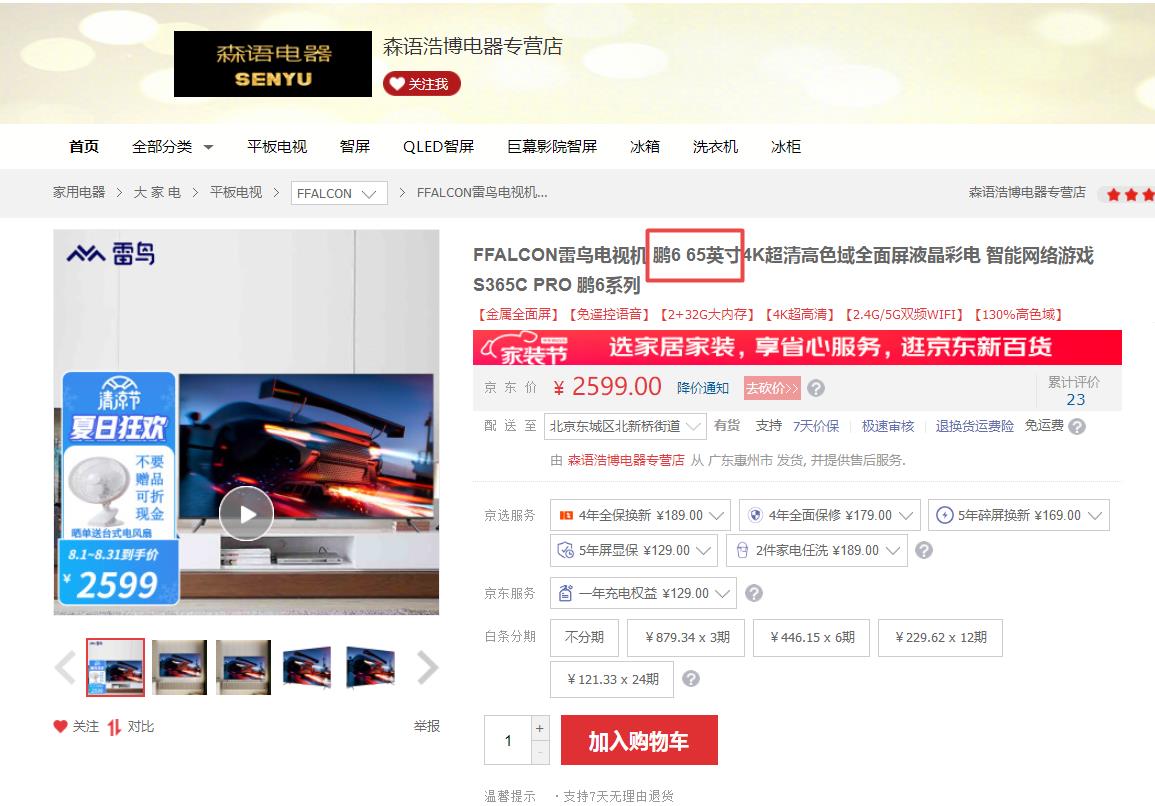 森语电器
SENYU
森语浩博电器专营店
关注我
首页 全部分类 平板电视 智屏 QLED智屏 巨幕影院智屏 冰箱 洗衣机 冰柜
家用电器 > 大 家 电 > 平板电视 > FFALCON > FFALCON雷鸟电视机...
森语浩博电器专营店
雷鸟
清凉节
夏日狂欢
不要
赠品
可折
现金
晒单送台式电风扇
8.1~8.31到手价
¥2599
FFALCON雷鸟电视机 鹏6 65英寸4K超清高色域全面屏液晶彩电 智能网络游戏
S365C PRO 鹏6系列
【金属全面屏】【免遥控语音】【2+32G大内存】【4K超高清】【2.4G/5G双频WIFI】【130%高色域】
家装节 选家居家装，享省心服务，逛京东新百货
京 东 价 ¥ 2599.00 降价通知 去砍价>>
累计评价
23
配 送 至 北京东城区北新桥街道 有货 支持 7天价保 极速审核 退换货运费险 免运费
由 森语浩博电器专营店 从 广东惠州市 发货, 并提供售后服务.
京选服务 4年全保换新 ¥189.00 4年全面保修 ¥179.00 5年碎屏换新 ¥169.00
5年屏显保 ¥129.00 2件家电任洗 ¥189.00
京东服务 一年充电权益 ¥129.00
白条分期 不分期 ¥879.34 x 3期 ¥446.15 x 6期 ¥229.62 x 12期
¥121.33 x 24期
关注 对比 举报
1 + - 加入购物车
温馨提示 ·支持7天无理由退货